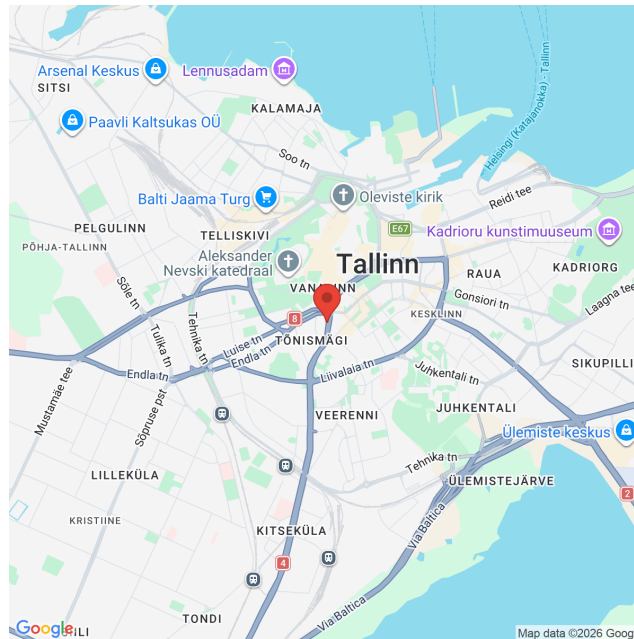 Arsenal Keskus
Lennusadam
SITSI
KALAMAJA
Paavli Kaltsukas OÜ
Helsingi (Katajanokka) - Tallinn
Soo tn
Balti Jaama Turg
Oleviste kirik
Reidi tee
PELGULINN
TELLISKIVI
E67
Kadrioru kunstimuuseum
PÕHJA-TALLINN
Aleksander
Nevski katedraal
Tallinn
RAUA
KADRIORG
Sõle tn
Gonsiori tn
Laagna tee
Tehnika tn
8
KESKLINN
Tulika tn
Luise tn
Endla tn
TÕNISMÄGI
SIKUPILLI
Mustamäe tee
Endla tn
Liivalaia tn
Juhkentali tn
Sõpruse pst
VEERENNI
JUHKENTALI
Ülemiste keskus
Tehnika tn
LILLEKÜLA
ÜLEMISTEJÄRVE
2
KRISTIINE
KITSEKÜLA
Via Baltica
4
TONDI
Via Baltica
Google
Map data ©2026 Goog